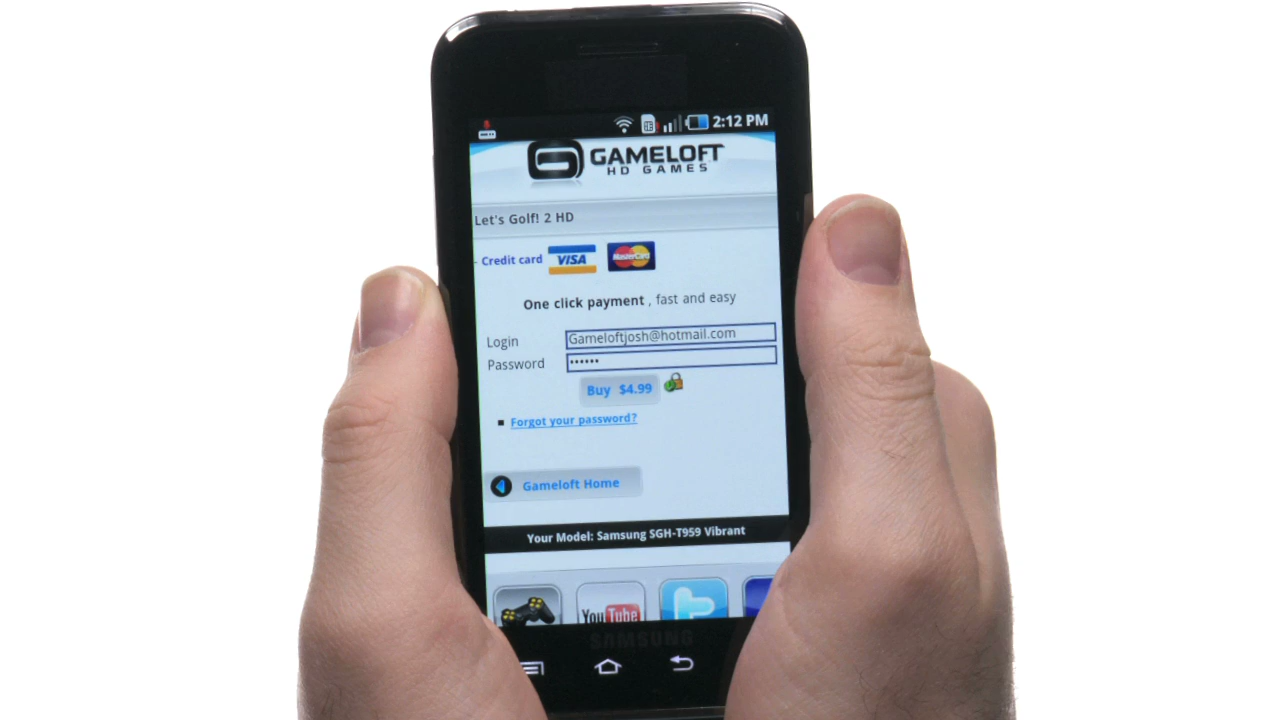 2:12 PM
GAMELOFT
HD GAMES
Let's Golf! 2 HD
- Credit card VISA MasterCard
One click payment , fast and easy
Login Gameloftjosh@hotmail.com
Password ••••••
Buy $4.99
Forgot your password?
Gameloft Home
Your Model: Samsung SGH-T959 Vibrant
YouTube
SAMSUNG